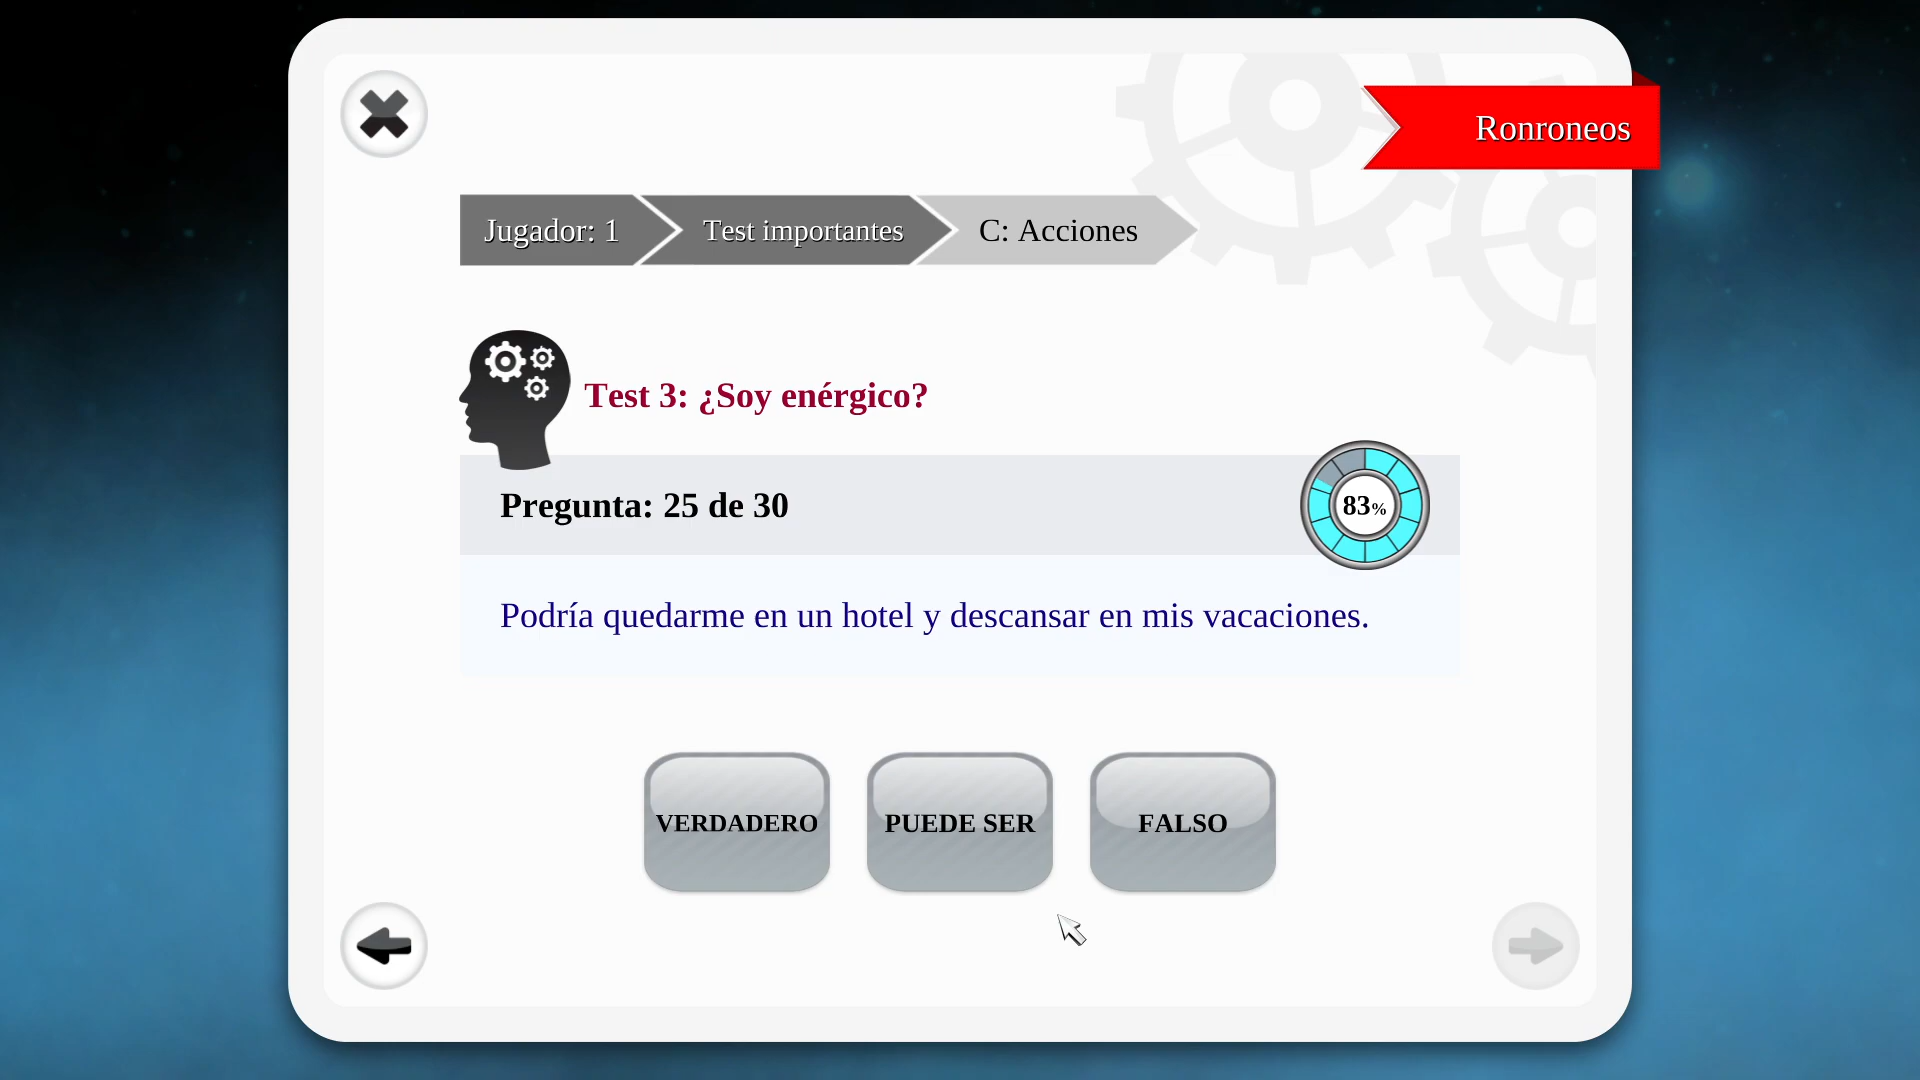 Ronroneos
Jugador: 1
Test importantes
C: Acciones
Test 3: ¿Soy enérgico?
Pregunta: 25 de 30
83%
Podría quedarme en un hotel y descansar en mis vacaciones.
VERDADERO
PUEDE SER
FALSO